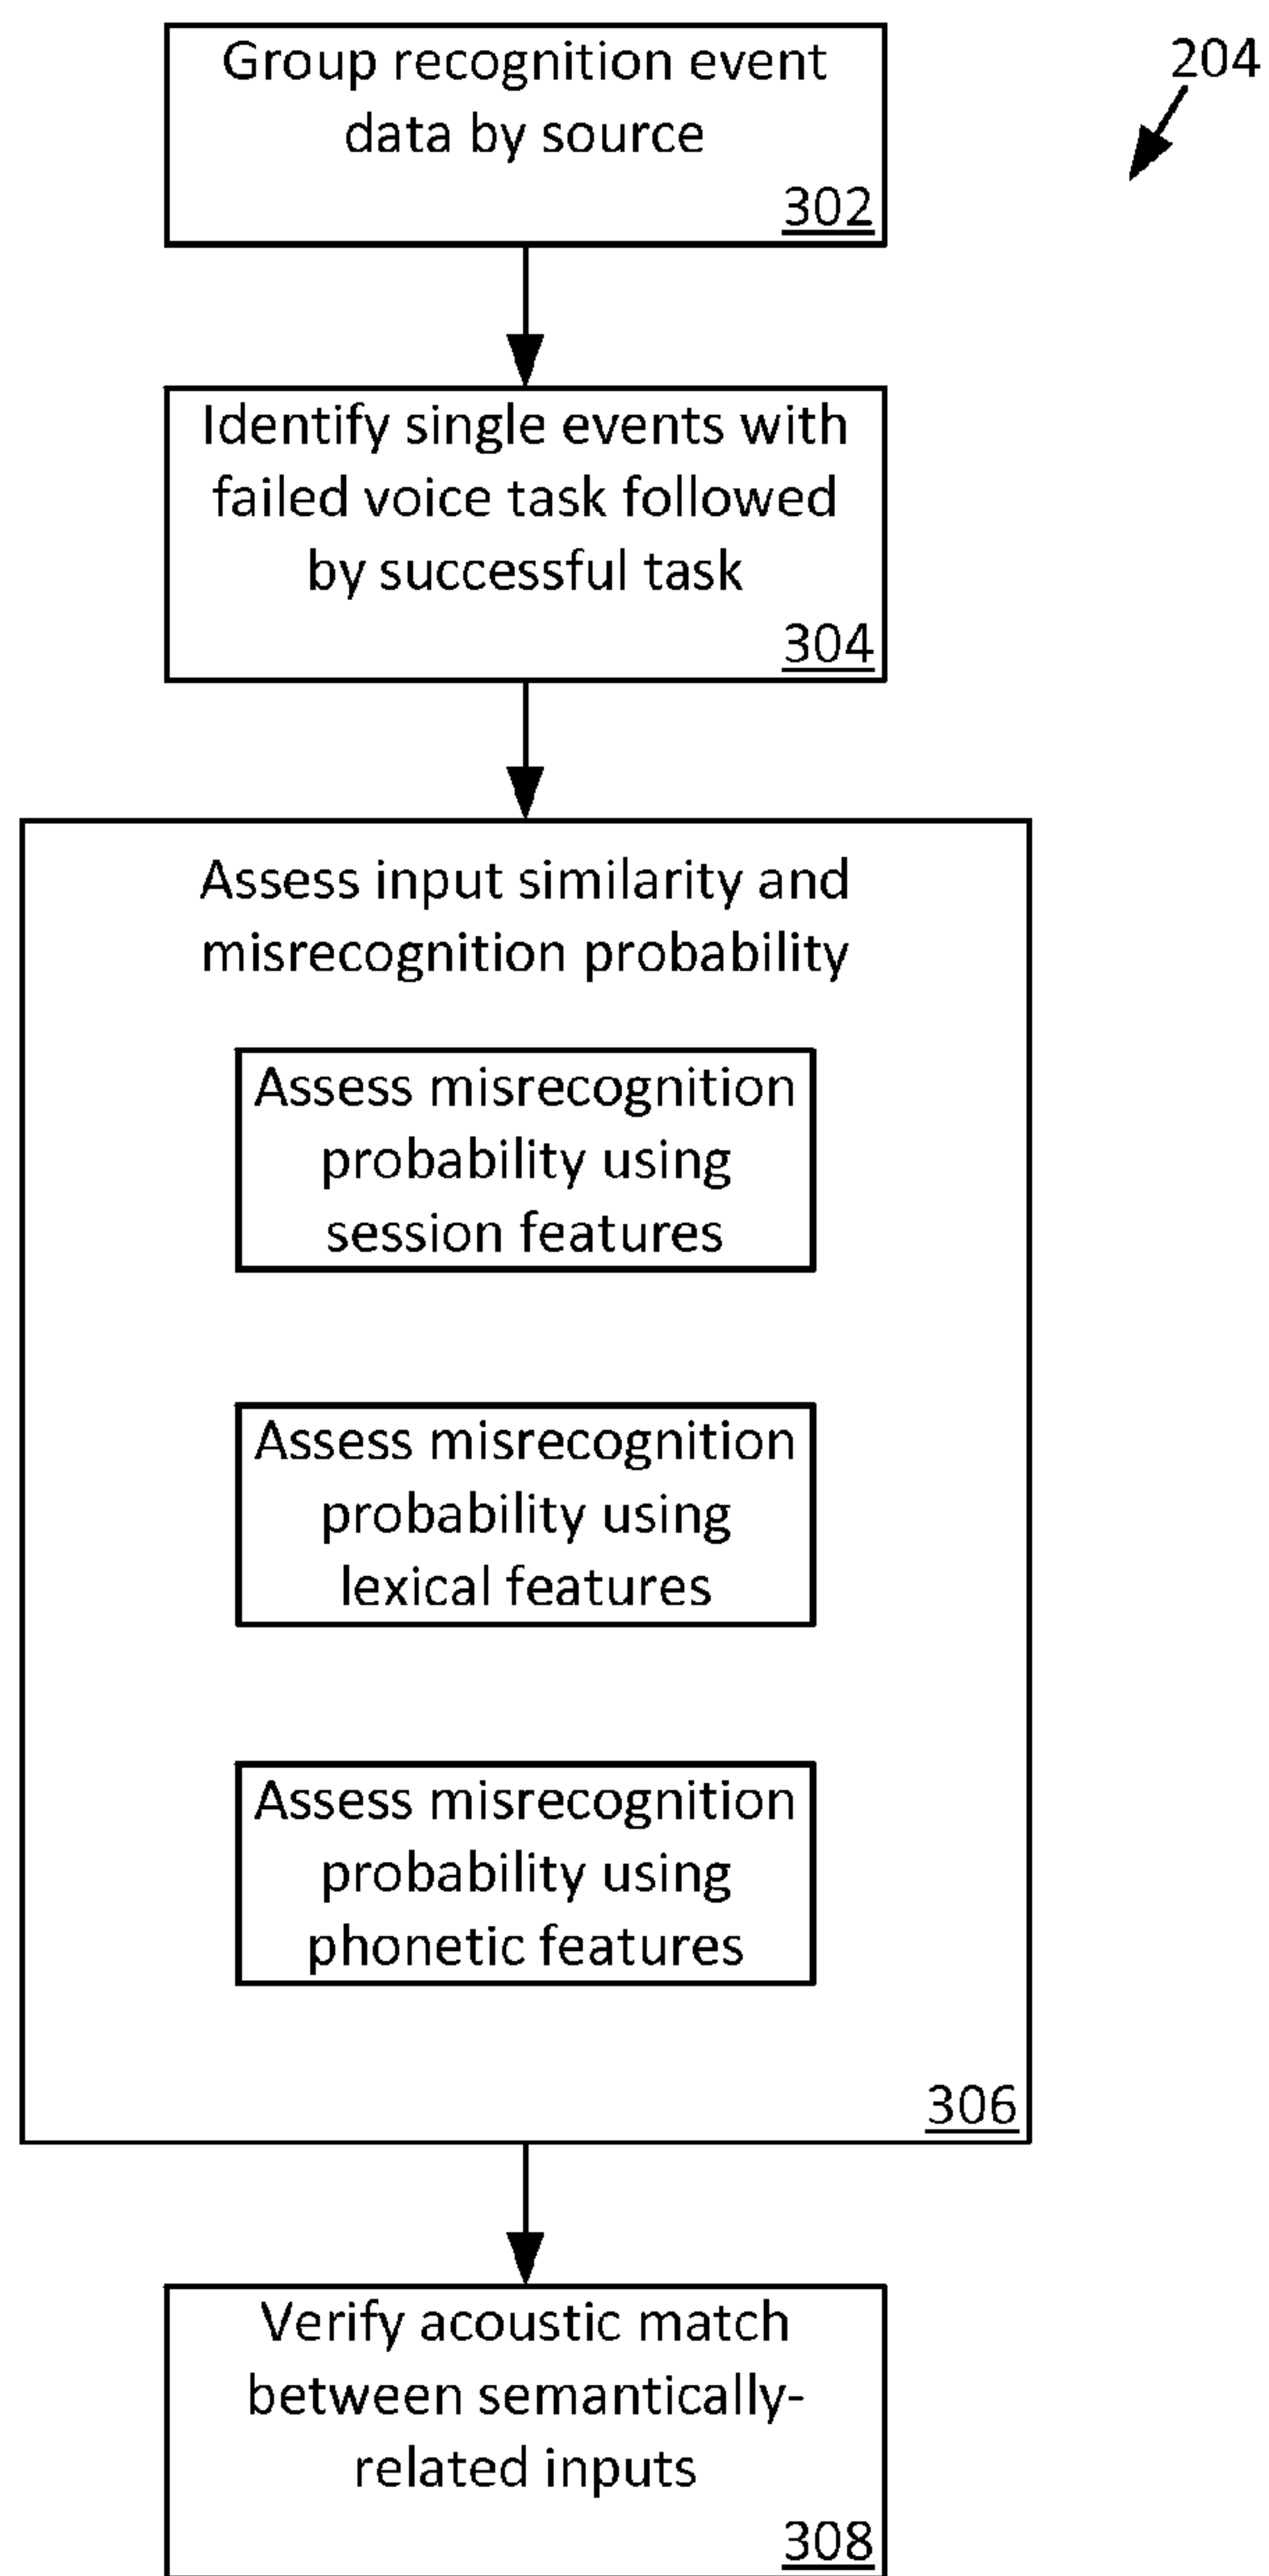 204
Group recognition event
data by source
302
Identify single events with
failed voice task followed
by successful task
304
Assess input similarity and
misrecognition probability
Assess misrecognition
probability using
session features
Assess misrecognition
probability using
lexical features
Assess misrecognition
probability using
phonetic features
306
Verify acoustic match
between semantically-
related inputs
308